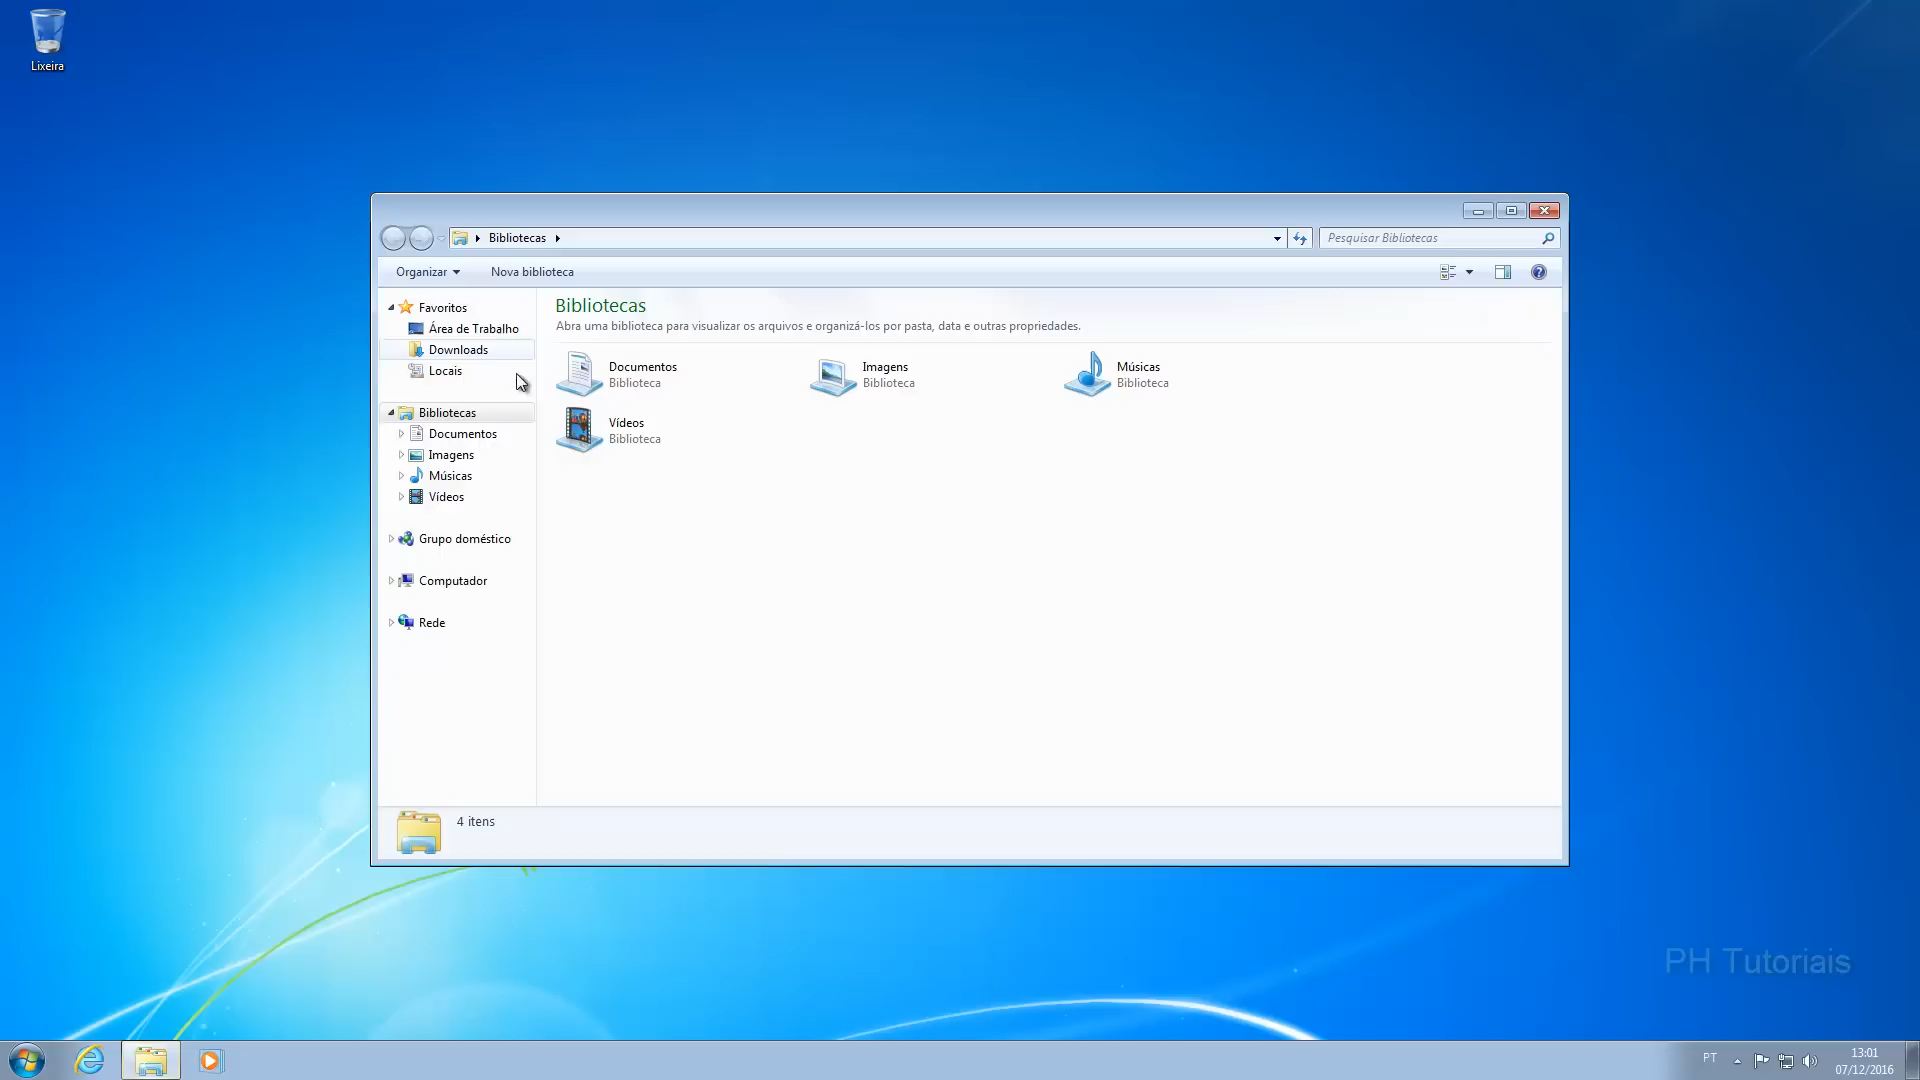 Lixeira
Bibliotecas
Pesquisar Bibliotecas
Organizar
Nova biblioteca
Favoritos
Área de Trabalho
Downloads
Locais
Bibliotecas
Documentos
Imagens
Músicas
Vídeos
Grupo doméstico
Computador
Rede
Bibliotecas
Abra uma biblioteca para visualizar os arquivos e organizá-los por pasta, data e outras propriedades.
Documentos
Biblioteca
Imagens
Biblioteca
Músicas
Biblioteca
Vídeos
Biblioteca
4 itens
PH Tutoriais
PT
13:01
07/12/2016